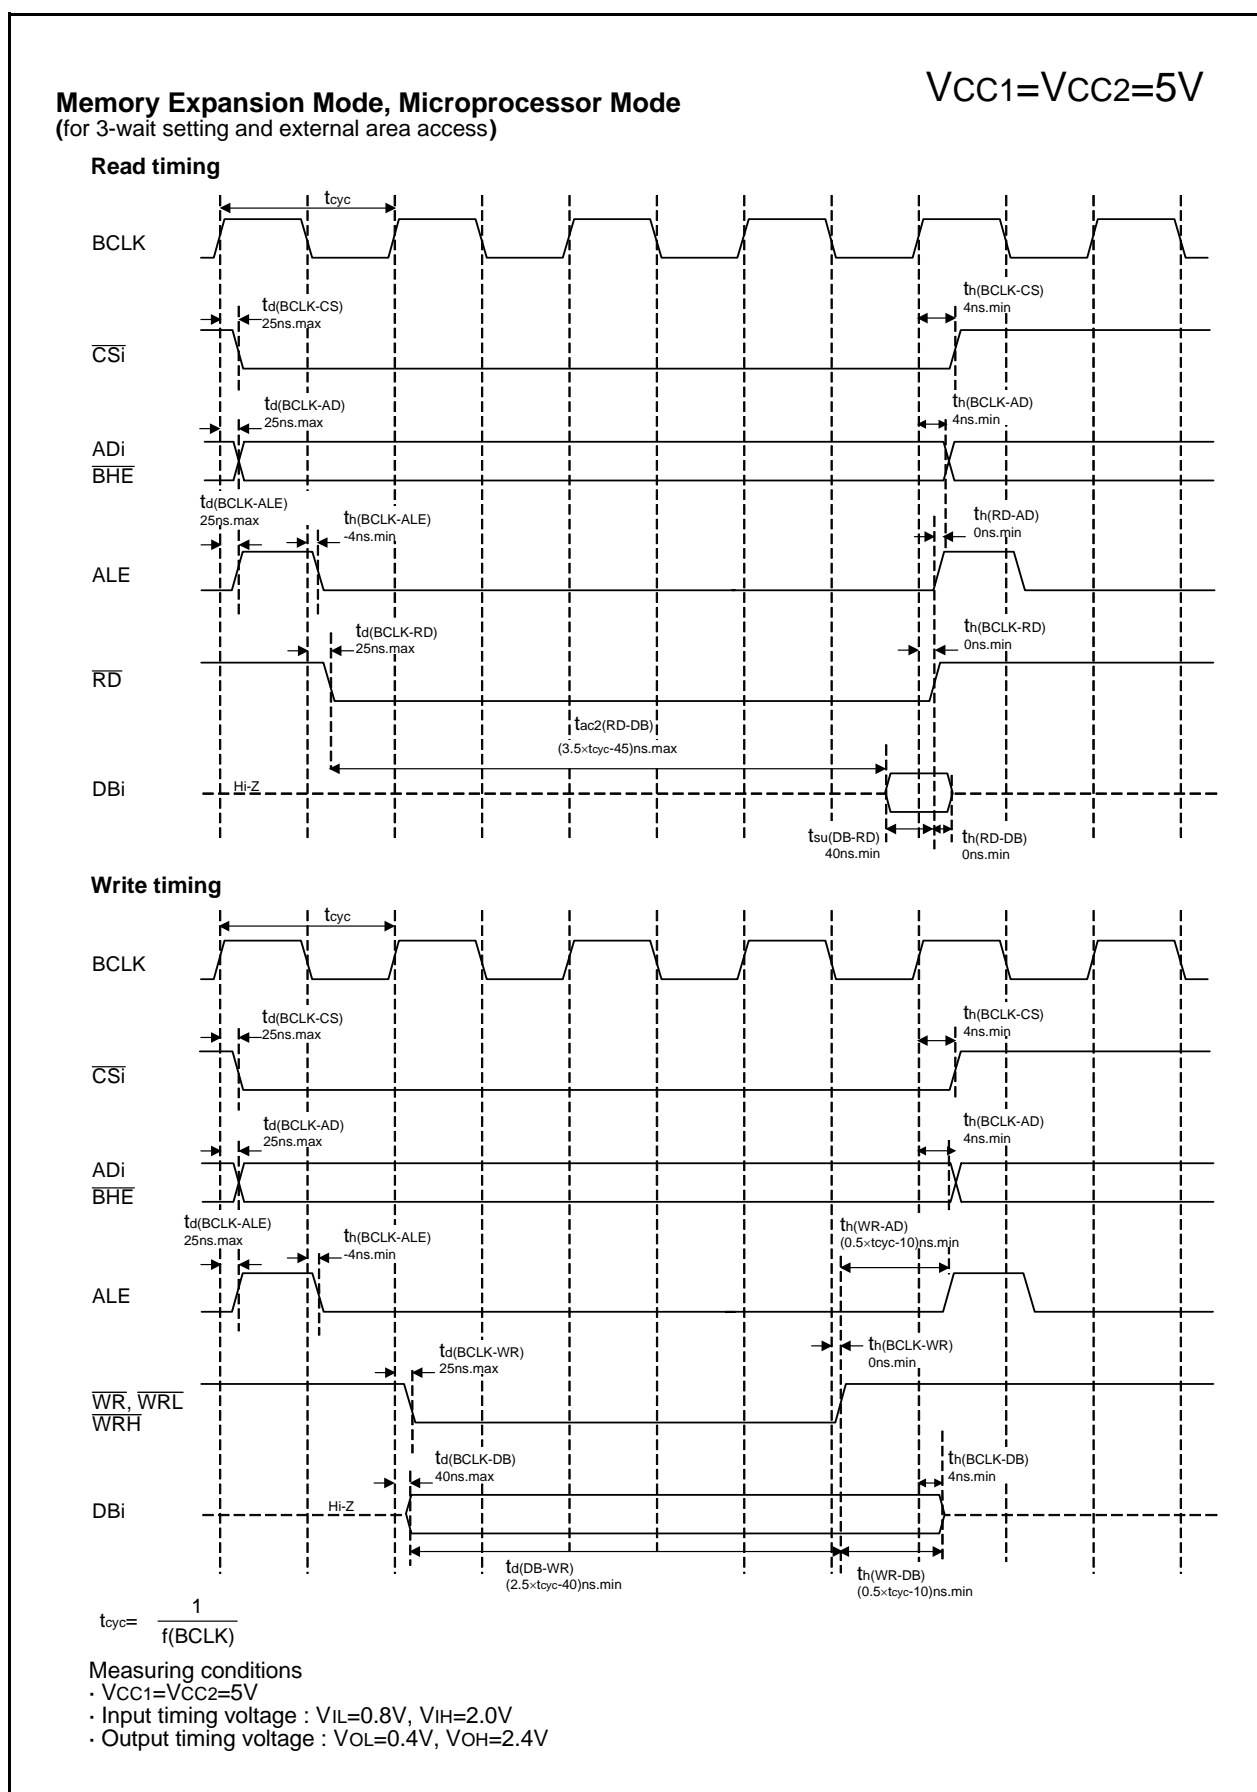 VCC1=VCC2=5V
Memory Expansion Mode, Microprocessor Mode
(for 3-wait setting and external area access)
Read timing
tcyc
BCLK
td(BCLK-CS)
25ns.max
th(BCLK-CS)
4ns.min
CSi
td(BCLK-AD)
25ns.max
th(BCLK-AD)
4ns.min
ADi
BHE
td(BCLK-ALE)
25ns.max
th(BCLK-ALE)
-4ns.min
th(RD-AD)
0ns.min
ALE
td(BCLK-RD)
25ns.max
th(BCLK-RD)
0ns.min
RD
tac2(RD-DB)
(3.5×tcyc-45)ns.max
DBi
Hi-Z
tsu(DB-RD)
40ns.min
th(RD-DB)
0ns.min
Write timing
tcyc
BCLK
td(BCLK-CS)
25ns.max
th(BCLK-CS)
4ns.min
CSi
td(BCLK-AD)
25ns.max
th(BCLK-AD)
4ns.min
ADi
BHE
td(BCLK-ALE)
25ns.max
th(BCLK-ALE)
-4ns.min
th(WR-AD)
(0.5×tcyc-10)ns.min
ALE
td(BCLK-WR)
25ns.max
th(BCLK-WR)
0ns.min
WR, WRL
WRH
td(BCLK-DB)
40ns.max
th(BCLK-DB)
4ns.min
DBi
Hi-Z
td(DB-WR)
(2.5×tcyc-40)ns.min
th(WR-DB)
(0.5×tcyc-10)ns.min
tcyc= 1
f(BCLK)
Measuring conditions
· VCC1=VCC2=5V
· Input timing voltage : VIL=0.8V, VIH=2.0V
· Output timing voltage : VOL=0.4V, VOH=2.4V